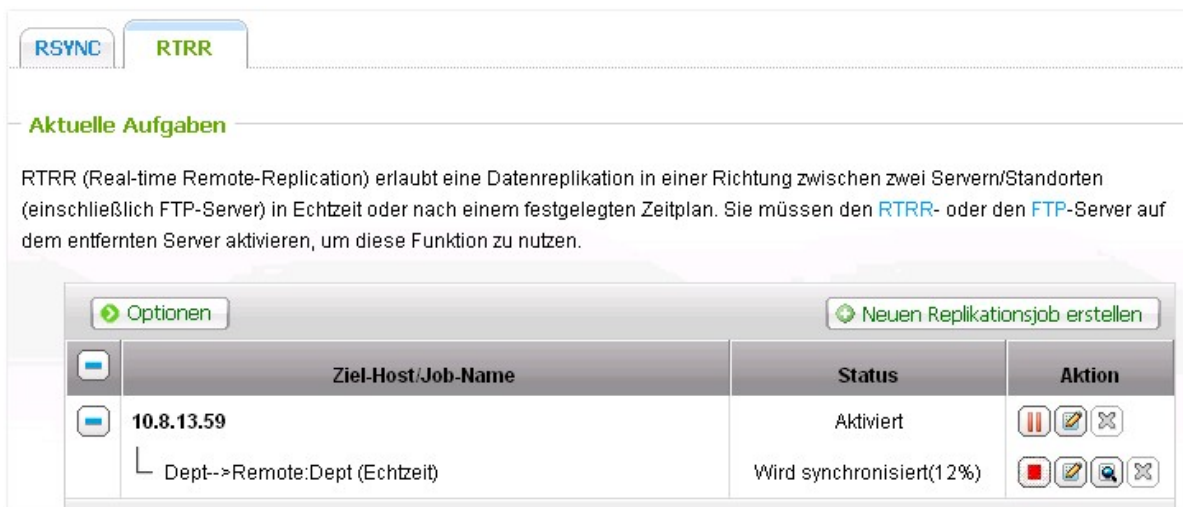 RSYNC RTRR
Aktuelle Aufgaben
RTRR (Real-time Remote-Replication) erlaubt eine Datenreplikation in einer Richtung zwischen zwei Servern/Standorten
(einschließlich FTP-Server) in Echtzeit oder nach einem festgelegten Zeitplan. Sie müssen den RTRR- oder den FTP-Server auf
dem entfernten Server aktivieren, um diese Funktion zu nutzen.
Optionen Neuen Replikationsjob erstellen
Ziel-Host/Job-Name Status Aktion
10.8.13.59 Aktiviert
Dept-->Remote:Dept (Echtzeit) Wird synchronisiert(12%)